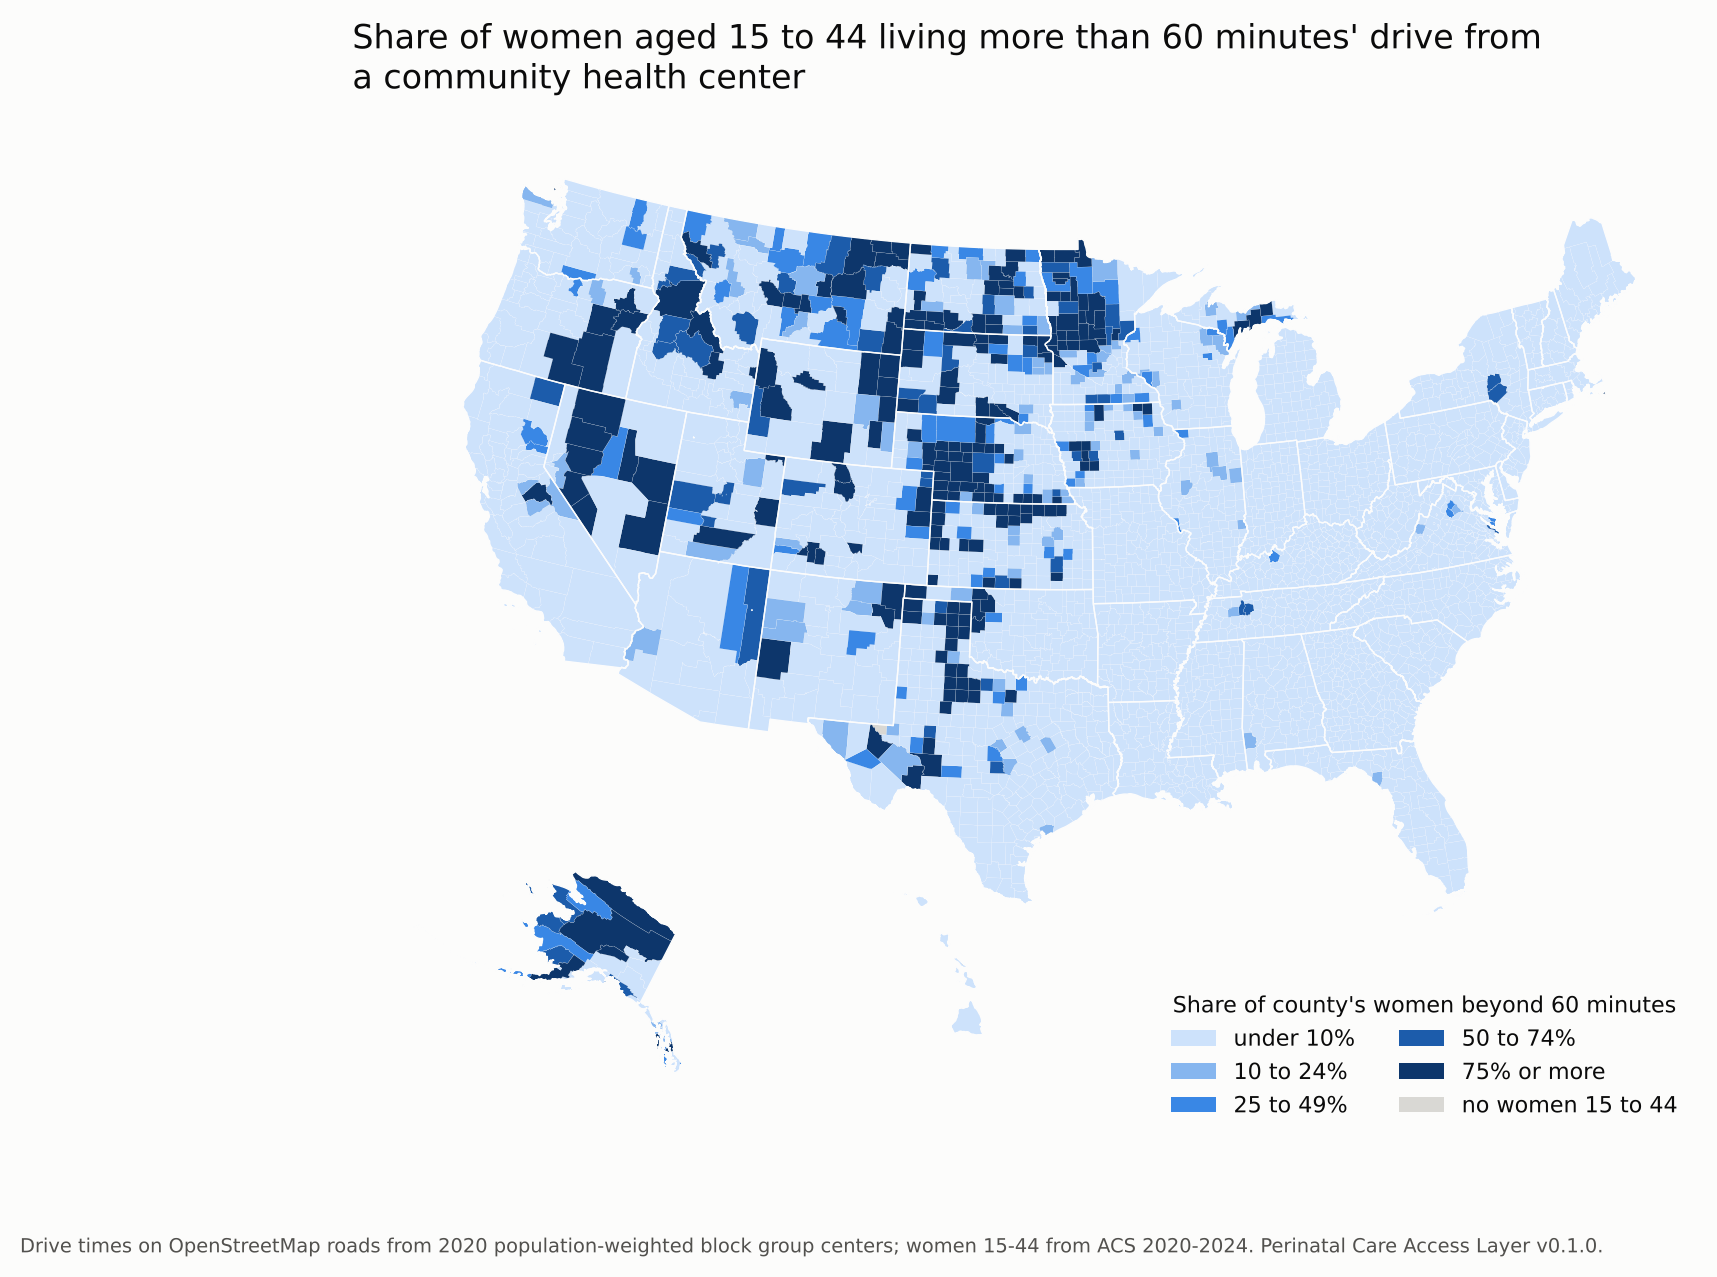 Share of women aged 15 to 44 living more than 60 minutes' drive from
a community health center
Share of county's women beyond 60 minutes
under 10%
10 to 24%
25 to 49%
50 to 74%
75% or more
no women 15 to 44
Drive times on OpenStreetMap roads from 2020 population-weighted block group centers; women 15-44 from ACS 2020-2024. Perinatal Care Access Layer v0.1.0.